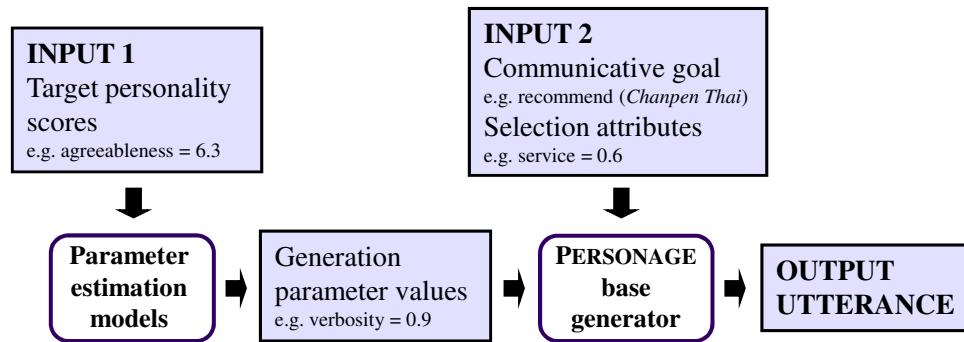 INPUT 1
Target personality
scores
e.g. agreeableness = 6.3
INPUT 2
Communicative goal
e.g. recommend (Chanpen Thai)
Selection attributes
e.g. service = 0.6
Parameter
estimation
models
Generation
parameter values
e.g. verbosity = 0.9
PERSONAGE
base
generator
OUTPUT
UTTERANCE